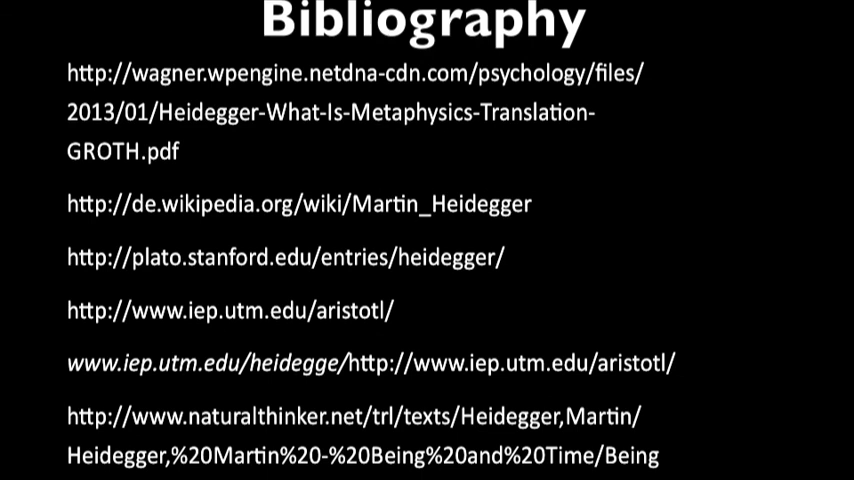 Bibliography
http://wagner.wpengine.netdna-cdn.com/psychology/files/
2013/01/Heidegger-What-Is-Metaphysics-Translation-
GROTH.pdf
http://de.wikipedia.org/wiki/Martin_Heidegger
http://plato.stanford.edu/entries/heidegger/
http://www.iep.utm.edu/aristotl/
www.iep.utm.edu/heidegge/http://www.iep.utm.edu/aristotl/
http://www.naturalthinker.net/trl/texts/Heidegger,Martin/
Heidegger,%20Martin%20-%20Being%20and%20Time/Being